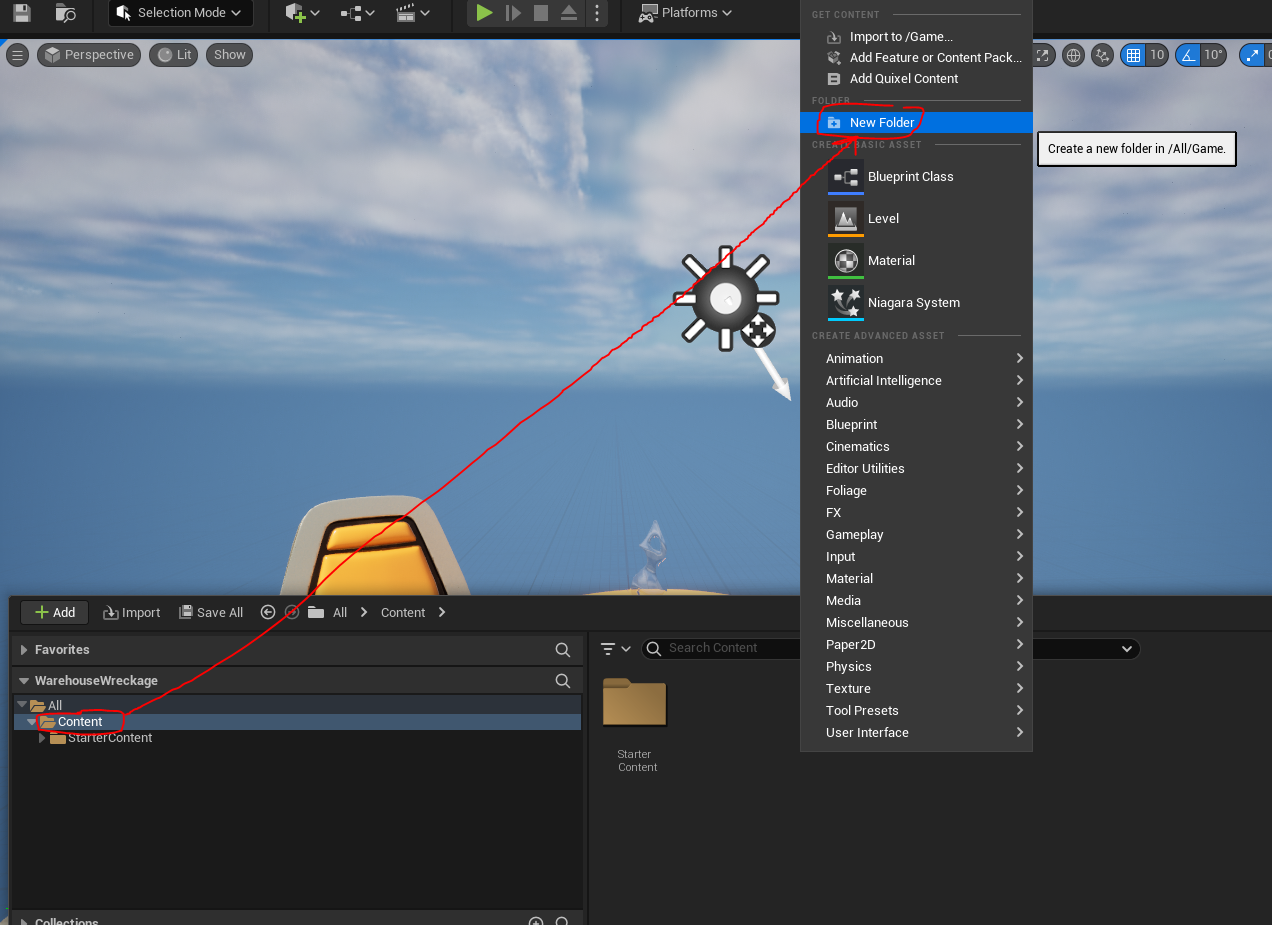 Selection Mode
Platforms
Perspective
Lit
Show
10
10°
GET CONTENT
Import to /Game...
Add Feature or Content Pack...
Add Quixel Content
FOLDER
New Folder
Create a new folder in /All/Game.
CREATE BASIC ASSET
Blueprint Class
Level
Material
Niagara System
CREATE ADVANCED ASSET
Animation
Artificial Intelligence
Audio
Blueprint
Cinematics
Editor Utilities
Foliage
FX
Gameplay
Input
Material
Media
Miscellaneous
Paper2D
Physics
Texture
Tool Presets
User Interface
Add
Import
Save All
All
Content
Favorites
Search Content
WarehouseWreckage
All
Content
StarterContent
Starter
Content
Collections